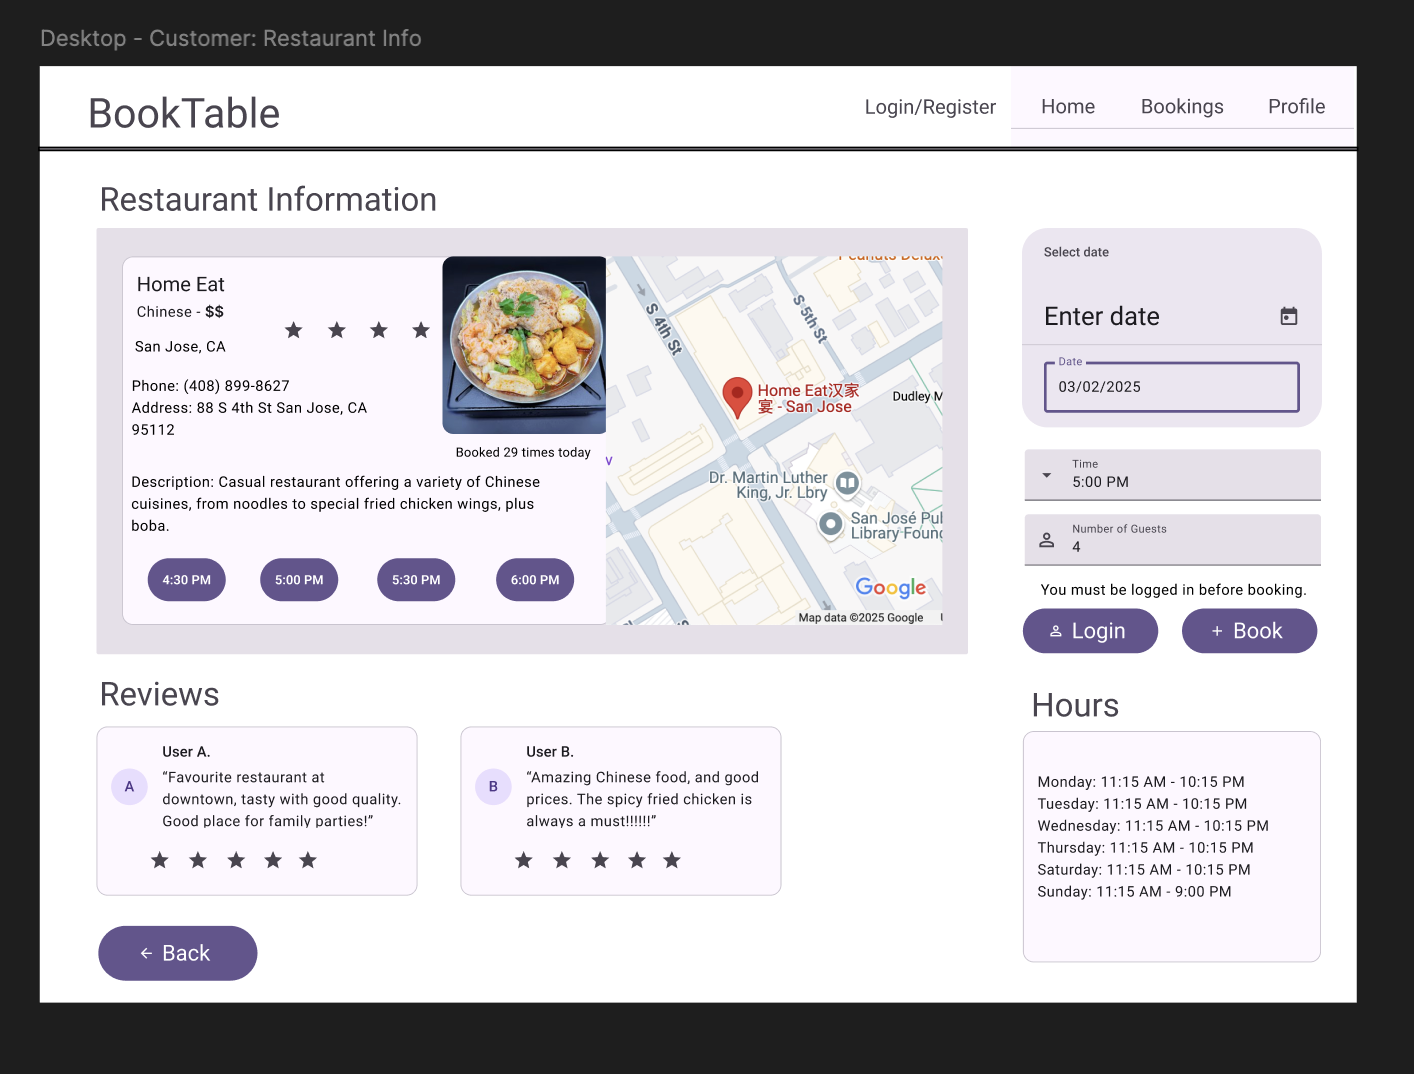 Desktop - Customer: Restaurant Info
BookTable
Login/Register
Home
Bookings
Profile
Restaurant Information
Home Eat
Chinese - $$
San Jose, CA
Phone: (408) 899-8627
Address: 88 S 4th St San Jose, CA
95112
Booked 29 times today
Description: Casual restaurant offering a variety of Chinese
cuisines, from noodles to special fried chicken wings, plus
boba.
4:30 PM
5:00 PM
5:30 PM
6:00 PM
Peanuts Delux
S 4th St
S 5th St
Home Eat汉家
宴 - San Jose
Dudley M
Dr. Martin Luther
King, Jr. Lbry
San José Pu
Library Foun
Google
Map data ©2025 Google
Select date
Enter date
Date
03/02/2025
Time
5:00 PM
Number of Guests
4
You must be logged in before booking.
Login
+ Book
Reviews
A
User A.
“Favourite restaurant at
downtown, tasty with good quality.
Good place for family parties!”
B
User B.
“Amazing Chinese food, and good
prices. The spicy fried chicken is
always a must!!!!!!”
Hours
Monday: 11:15 AM - 10:15 PM
Tuesday: 11:15 AM - 10:15 PM
Wednesday: 11:15 AM - 10:15 PM
Thursday: 11:15 AM - 10:15 PM
Saturday: 11:15 AM - 10:15 PM
Sunday: 11:15 AM - 9:00 PM
← Back